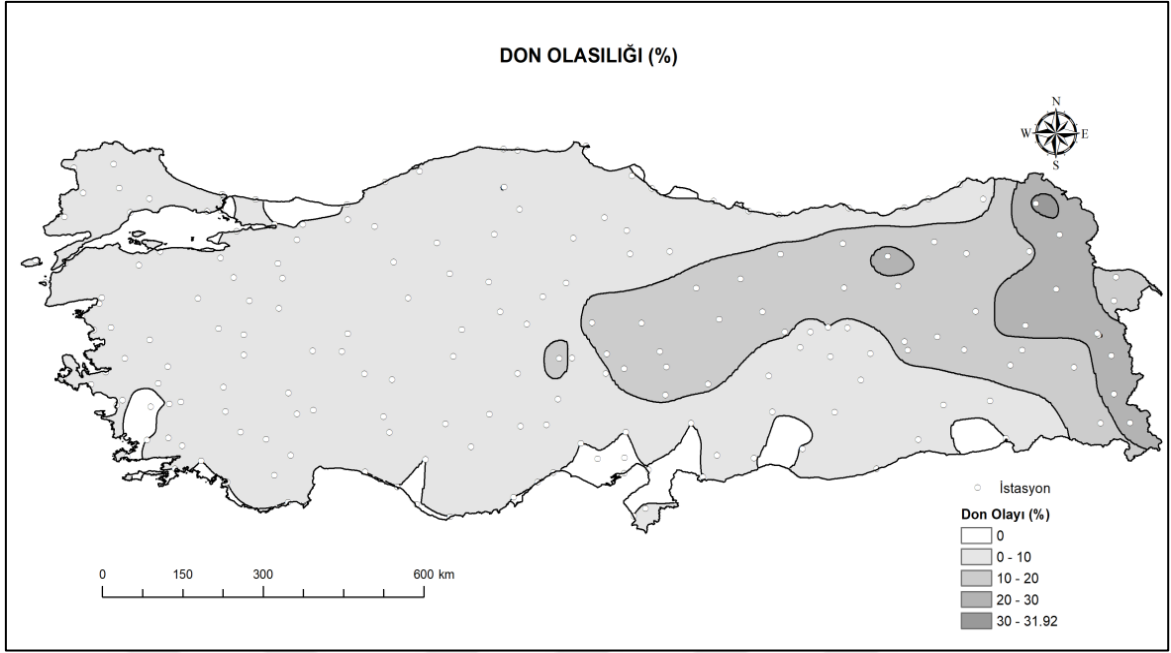 DON OLASILIĞI (%)
N
W E
S
İstasyon
Don Olayı (%)
0
0 - 10
10 - 20
20 - 30
30 - 31.92
0 150 300 600 km